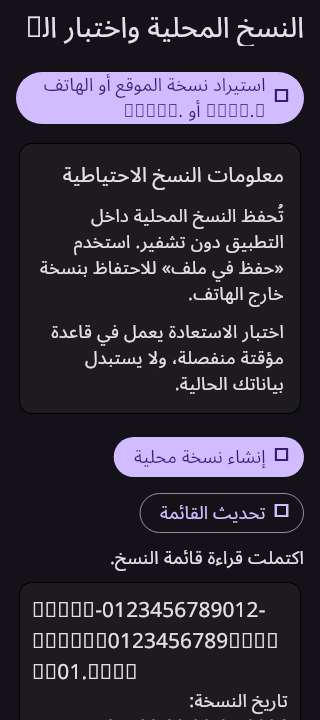 النسخ المحلية واختبار ال
استيراد نسخة الموقع أو الهاتف
أو
معلومات النسخ الاحتياطية
تُحفظ النسخ المحلية داخل
التطبيق دون تشفير. استخدم
«حفظ في ملف» للاحتفاظ بنسخة
خارج الهاتف.
اختبار الاستعادة يعمل في قاعدة
مؤقتة منفصلة، ولا يستبدل
بياناتك الحالية.
إنشاء نسخة محلية
تحديث القائمة
اكتملت قراءة قائمة النسخ.
-0123456789012-
0123456789
01.
تاريخ النسخة: